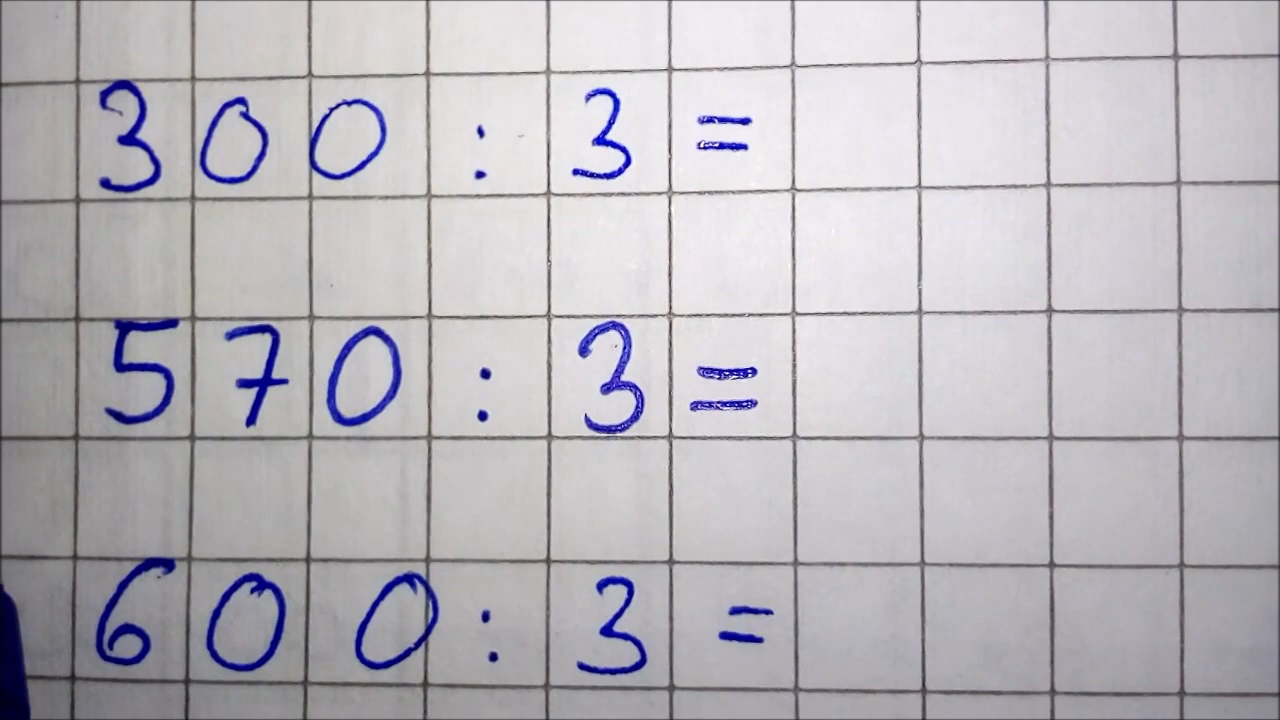 300 : 3 =
570 : 3 =
600 : 3 =